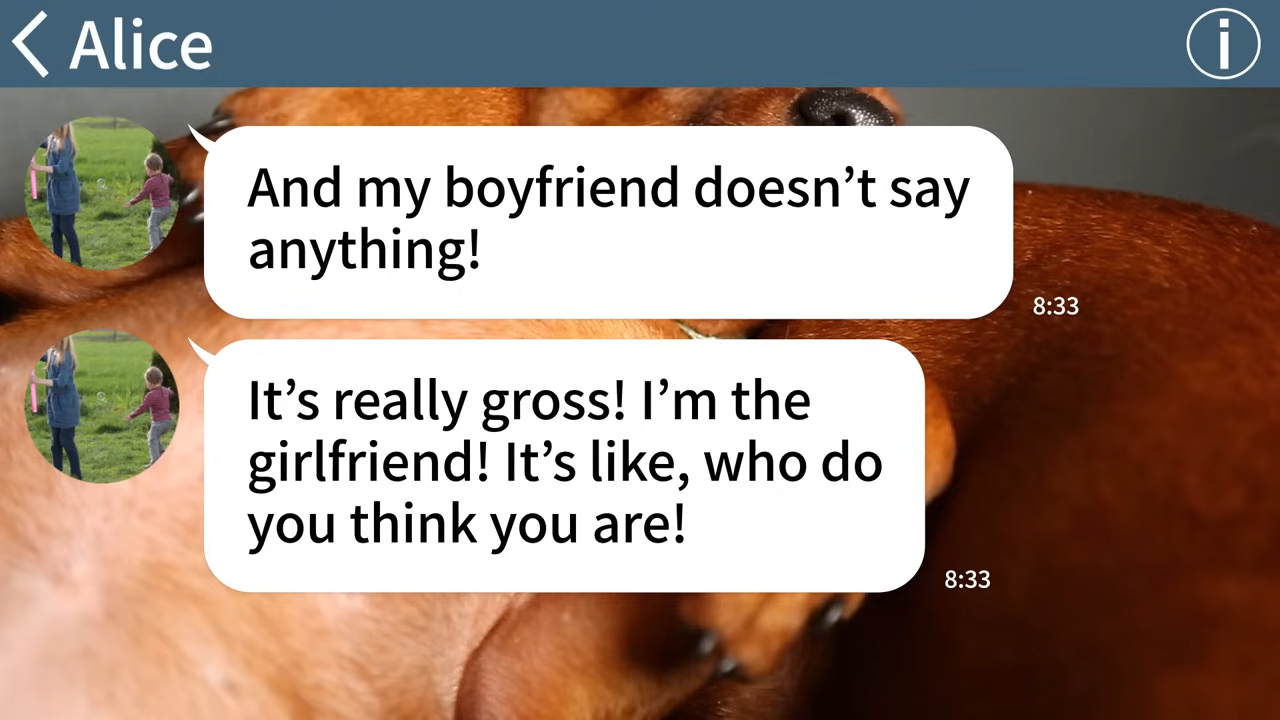 Alice
And my boyfriend doesn’t say
anything!
8:33
It’s really gross! I’m the
girlfriend! It’s like, who do
you think you are!
8:33